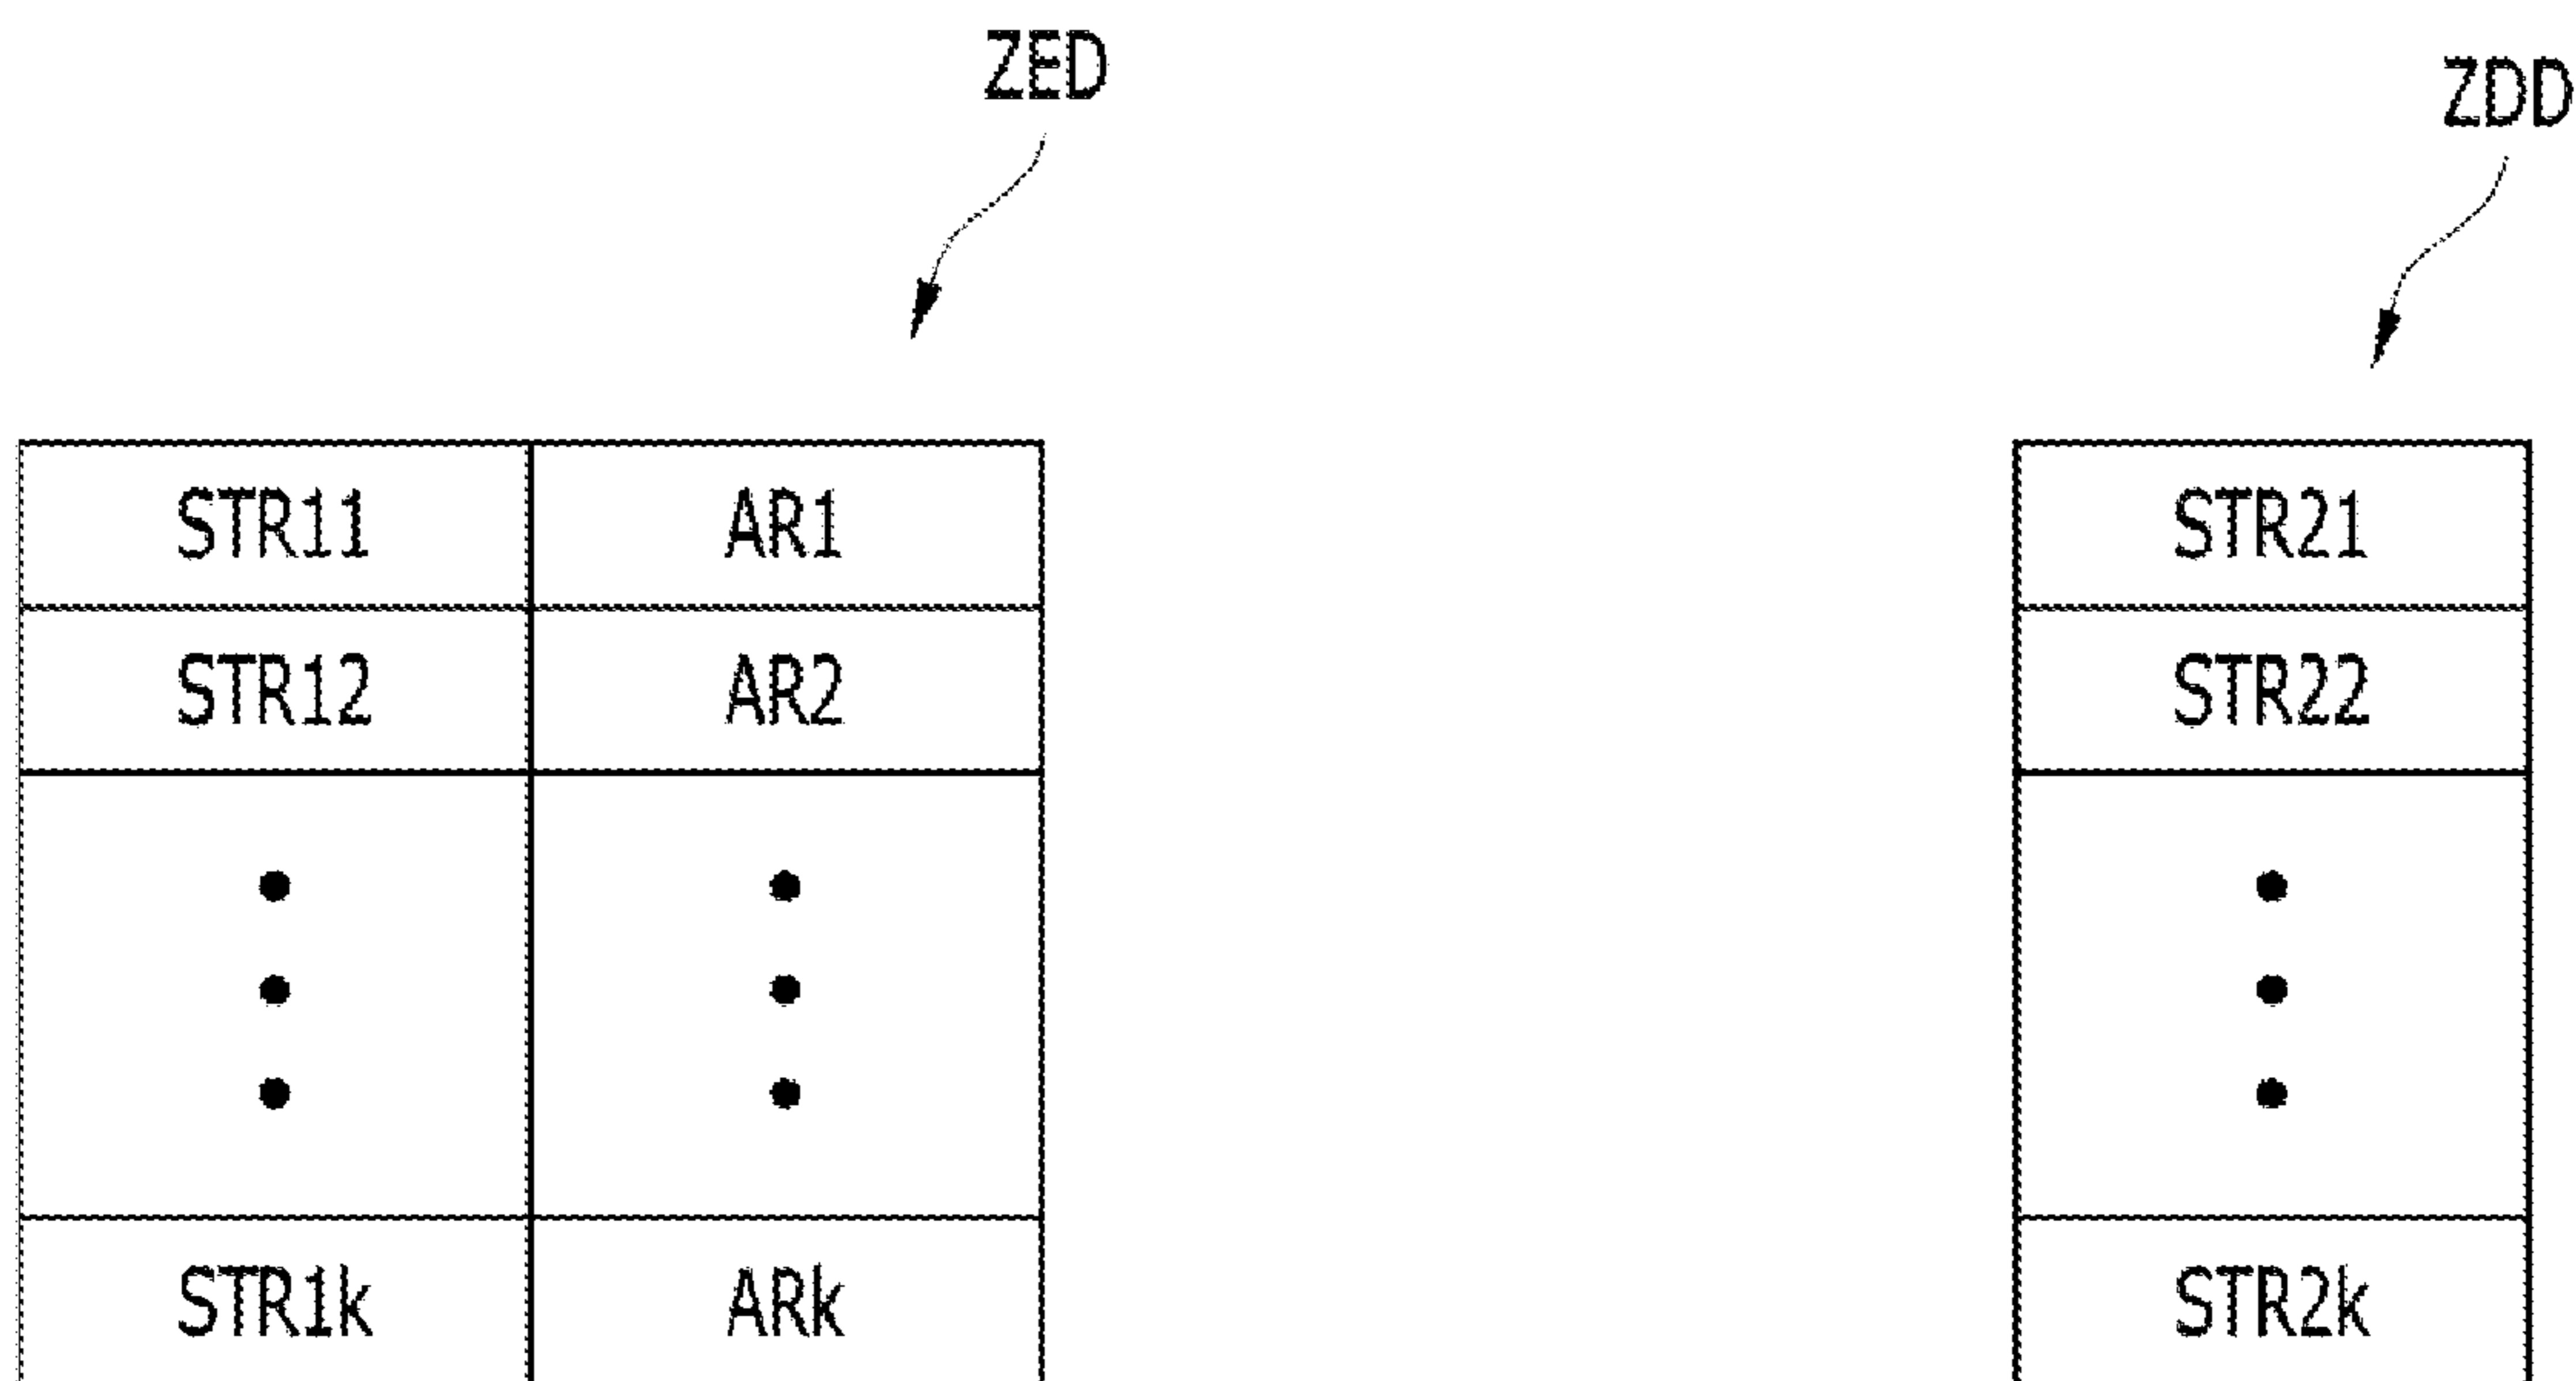 ZED
ZDD
STR11 AR1
STR12 AR2
STR1k ARk
STR21
STR22
STR2k